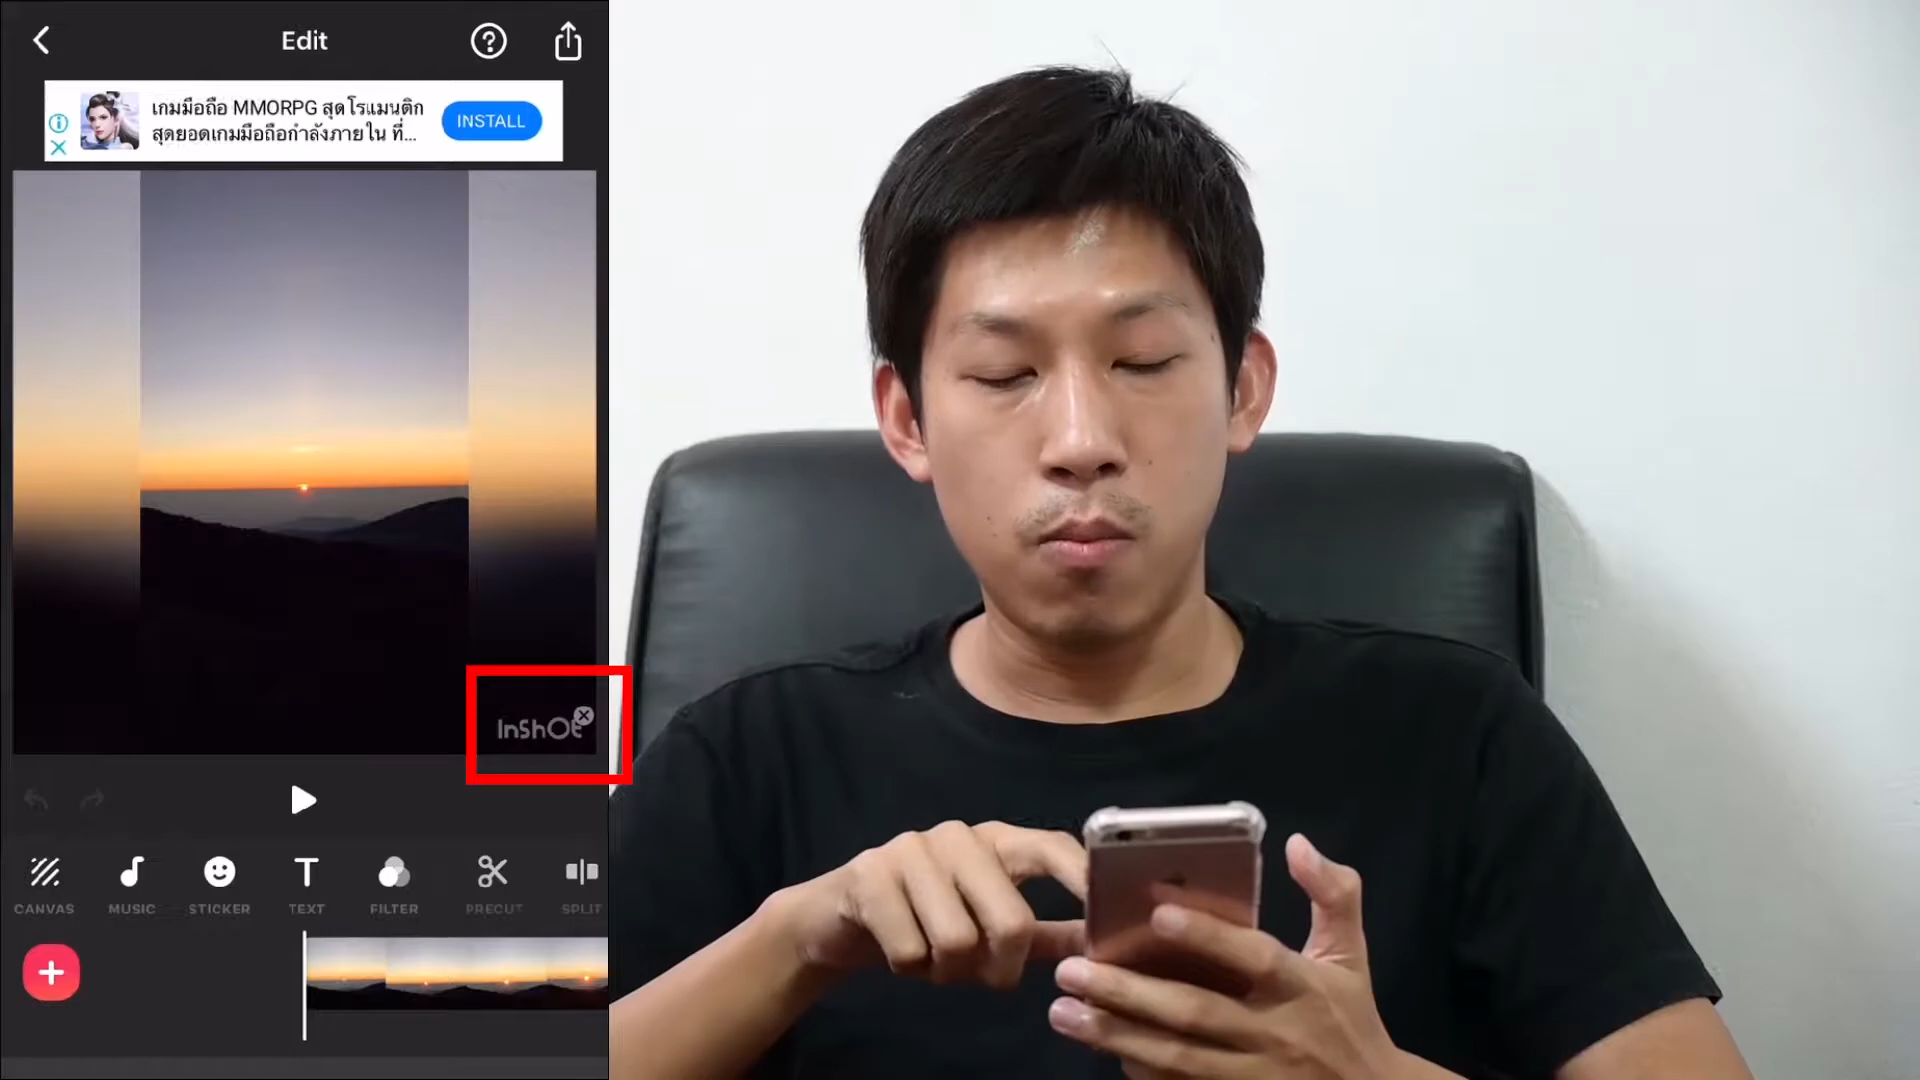 Edit
เกมมือถือ MMORPG สุดโรแมนติก
สุดยอดเกมมือถือกำลังภายใน ที่...
INSTALL
InShOt
CANVAS
MUSIC
STICKER
TEXT
FILTER
PRECUT
SPLIT